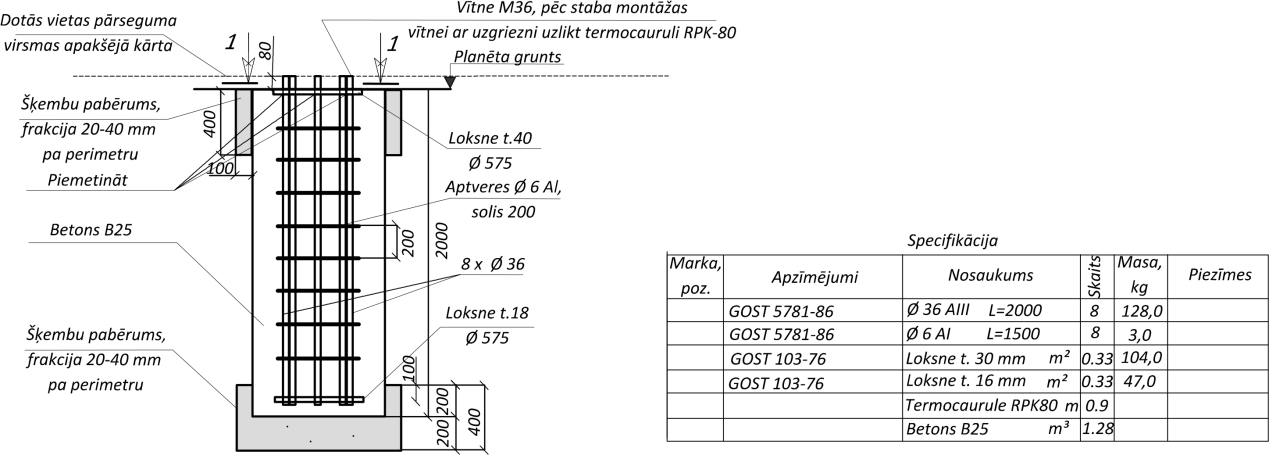 Dotās vietas pārseguma
virsmas apakšējā kārta
Vītne M36, pēc staba montāžas
vītnei ar uzgriezni uzlikt termocauruli RPK-80
Planēta grunts
1
1
80
Šķembu pabērums,
frakcija 20-40 mm
pa perimetru
Piemetināt
400
100
Loksne t.40
Ø 575
Aptveres Ø 6 Al,
solis 200
Betons B25
200
2000
8 x Ø 36
Loksne t.18
Ø 575
Šķembu pabērums,
frakcija 20-40 mm
pa perimetru
100
200
200
400
Specifikācija
Marka, poz. Apzīmējumi Nosaukums Skaits Masa, kg Piezīmes
GOST 5781-86 Ø 36 AIII L=2000 8 128,0
GOST 5781-86 Ø 6 AI L=1500 8 3,0
GOST 103-76 Loksne t. 30 mm m² 0.33 104,0
GOST 103-76 Loksne t. 16 mm m² 0.33 47,0
Termocaurule RPK80 m 0.9
Betons B25 m³ 1.28